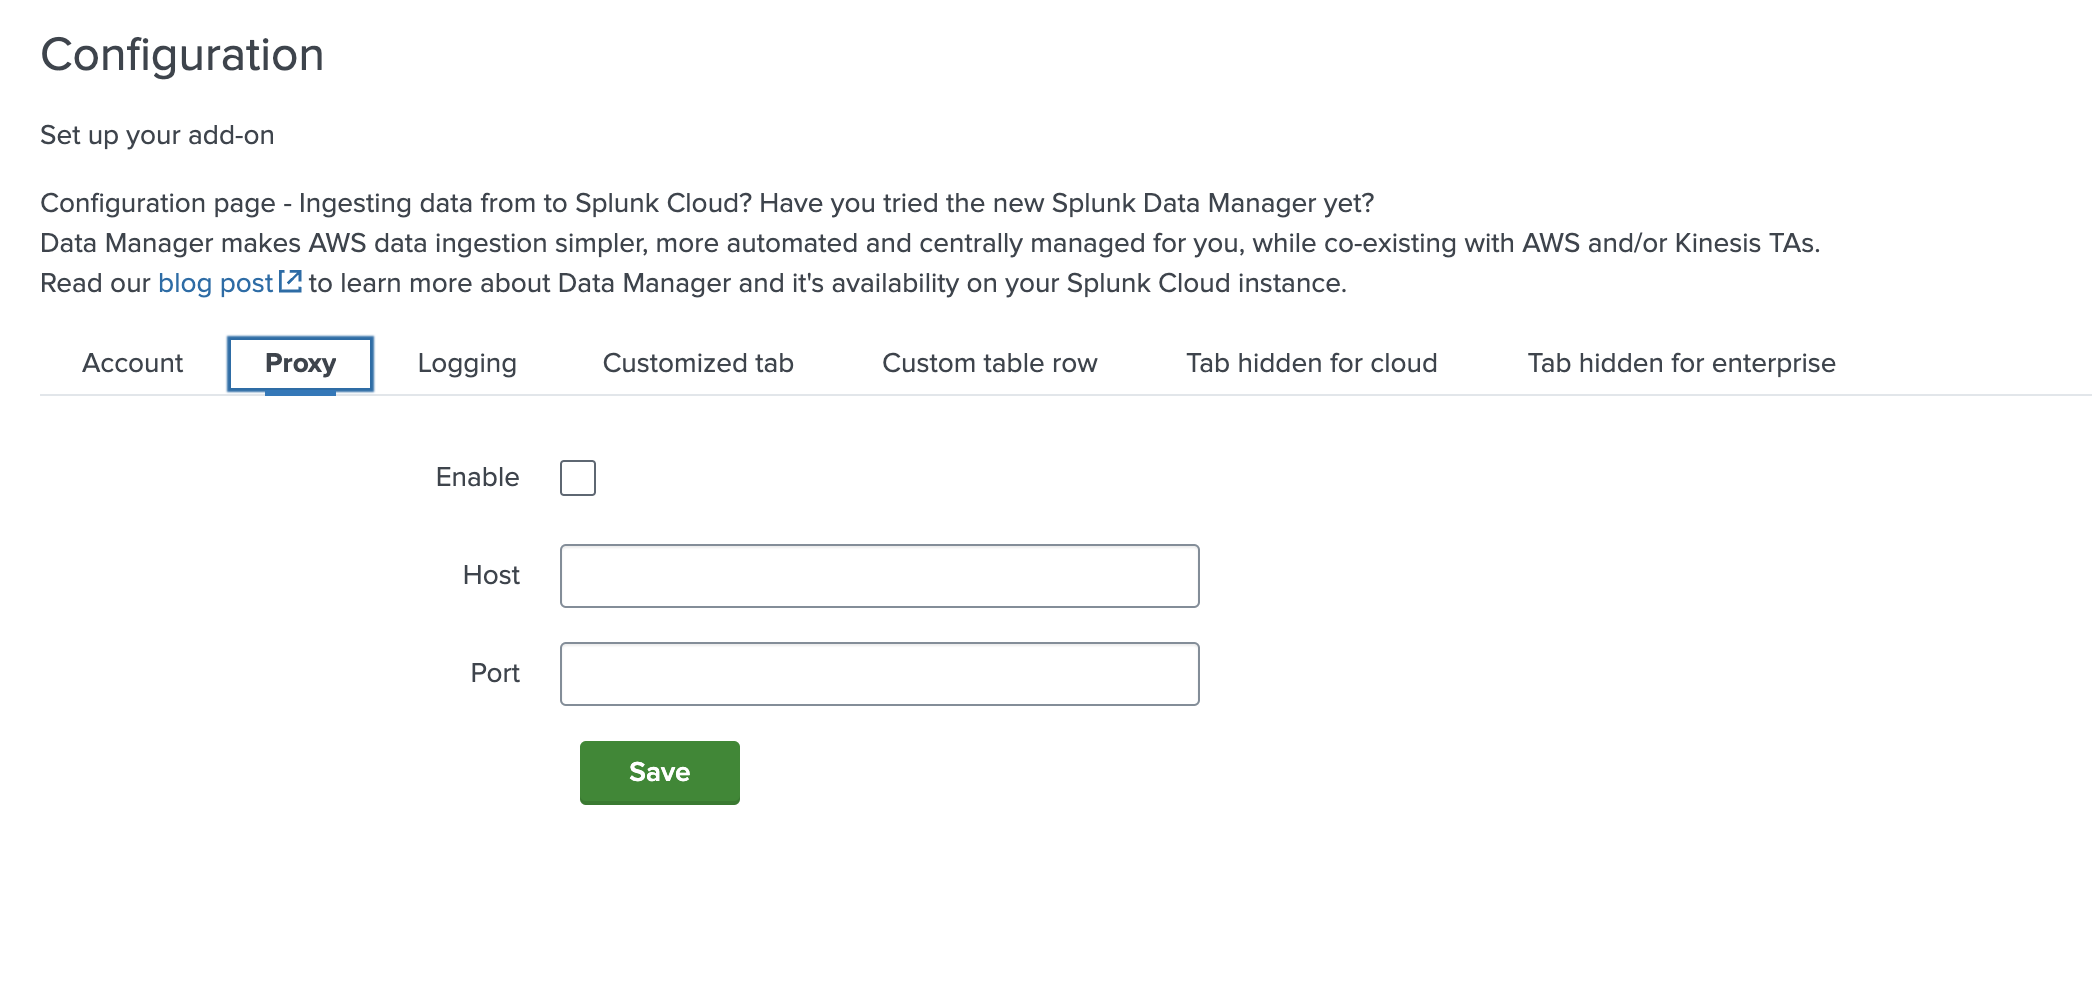 Configuration
Set up your add-on
Configuration page - Ingesting data from to Splunk Cloud? Have you tried the new Splunk Data Manager yet?
Data Manager makes AWS data ingestion simpler, more automated and centrally managed for you, while co-existing with AWS and/or Kinesis TAs.
Read our blog post to learn more about Data Manager and it's availability on your Splunk Cloud instance.
Account Proxy Logging Customized tab Custom table row Tab hidden for cloud Tab hidden for enterprise
Enable
Host
Port
Save